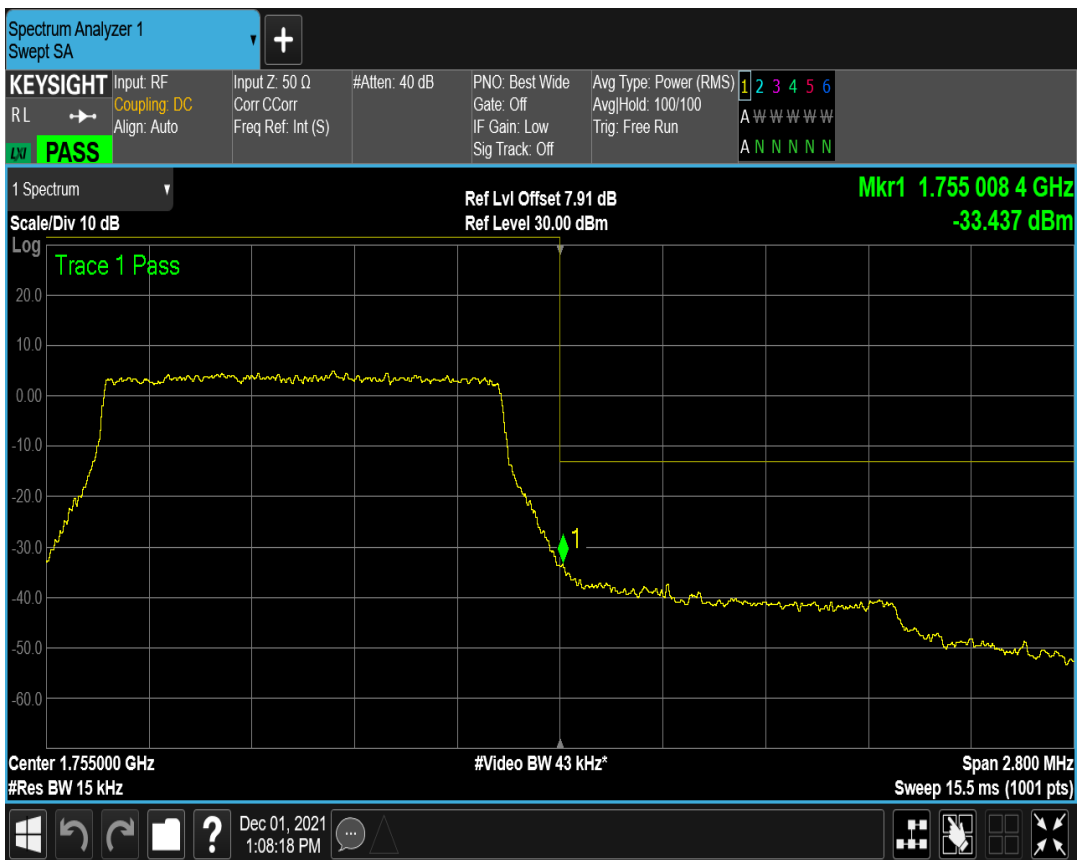 Spectrum Analyzer 1
Swept SA
+
KEYSIGHT
Input: RF
Coupling: DC
Align: Auto
Input Z: 50 Ω
Corr CCorr
Freq Ref: Int (S)
#Atten: 40 dB
PNO: Best Wide
Gate: Off
IF Gain: Low
Sig Track: Off
Avg Type: Power (RMS)
Avg|Hold: 100/100
Trig: Free Run
1 2 3 4 5 6
A W W W W W
A N N N N N
R L
LXI PASS
1 Spectrum
Scale/Div 10 dB
Ref Lvl Offset 7.91 dB
Ref Level 30.00 dBm
Mkr1 1.755 008 4 GHz
-33.437 dBm
Log
Trace 1 Pass
20.0
10.0
0.00
-10.0
-20.0
-30.0
1
-40.0
-50.0
-60.0
Center 1.755000 GHz
#Res BW 15 kHz
#Video BW 43 kHz*
Span 2.800 MHz
Sweep 15.5 ms (1001 pts)
?
Dec 01, 2021
1:08:18 PM